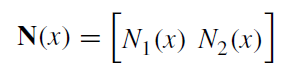 N(x) = [N₁(x) N₂(x)]